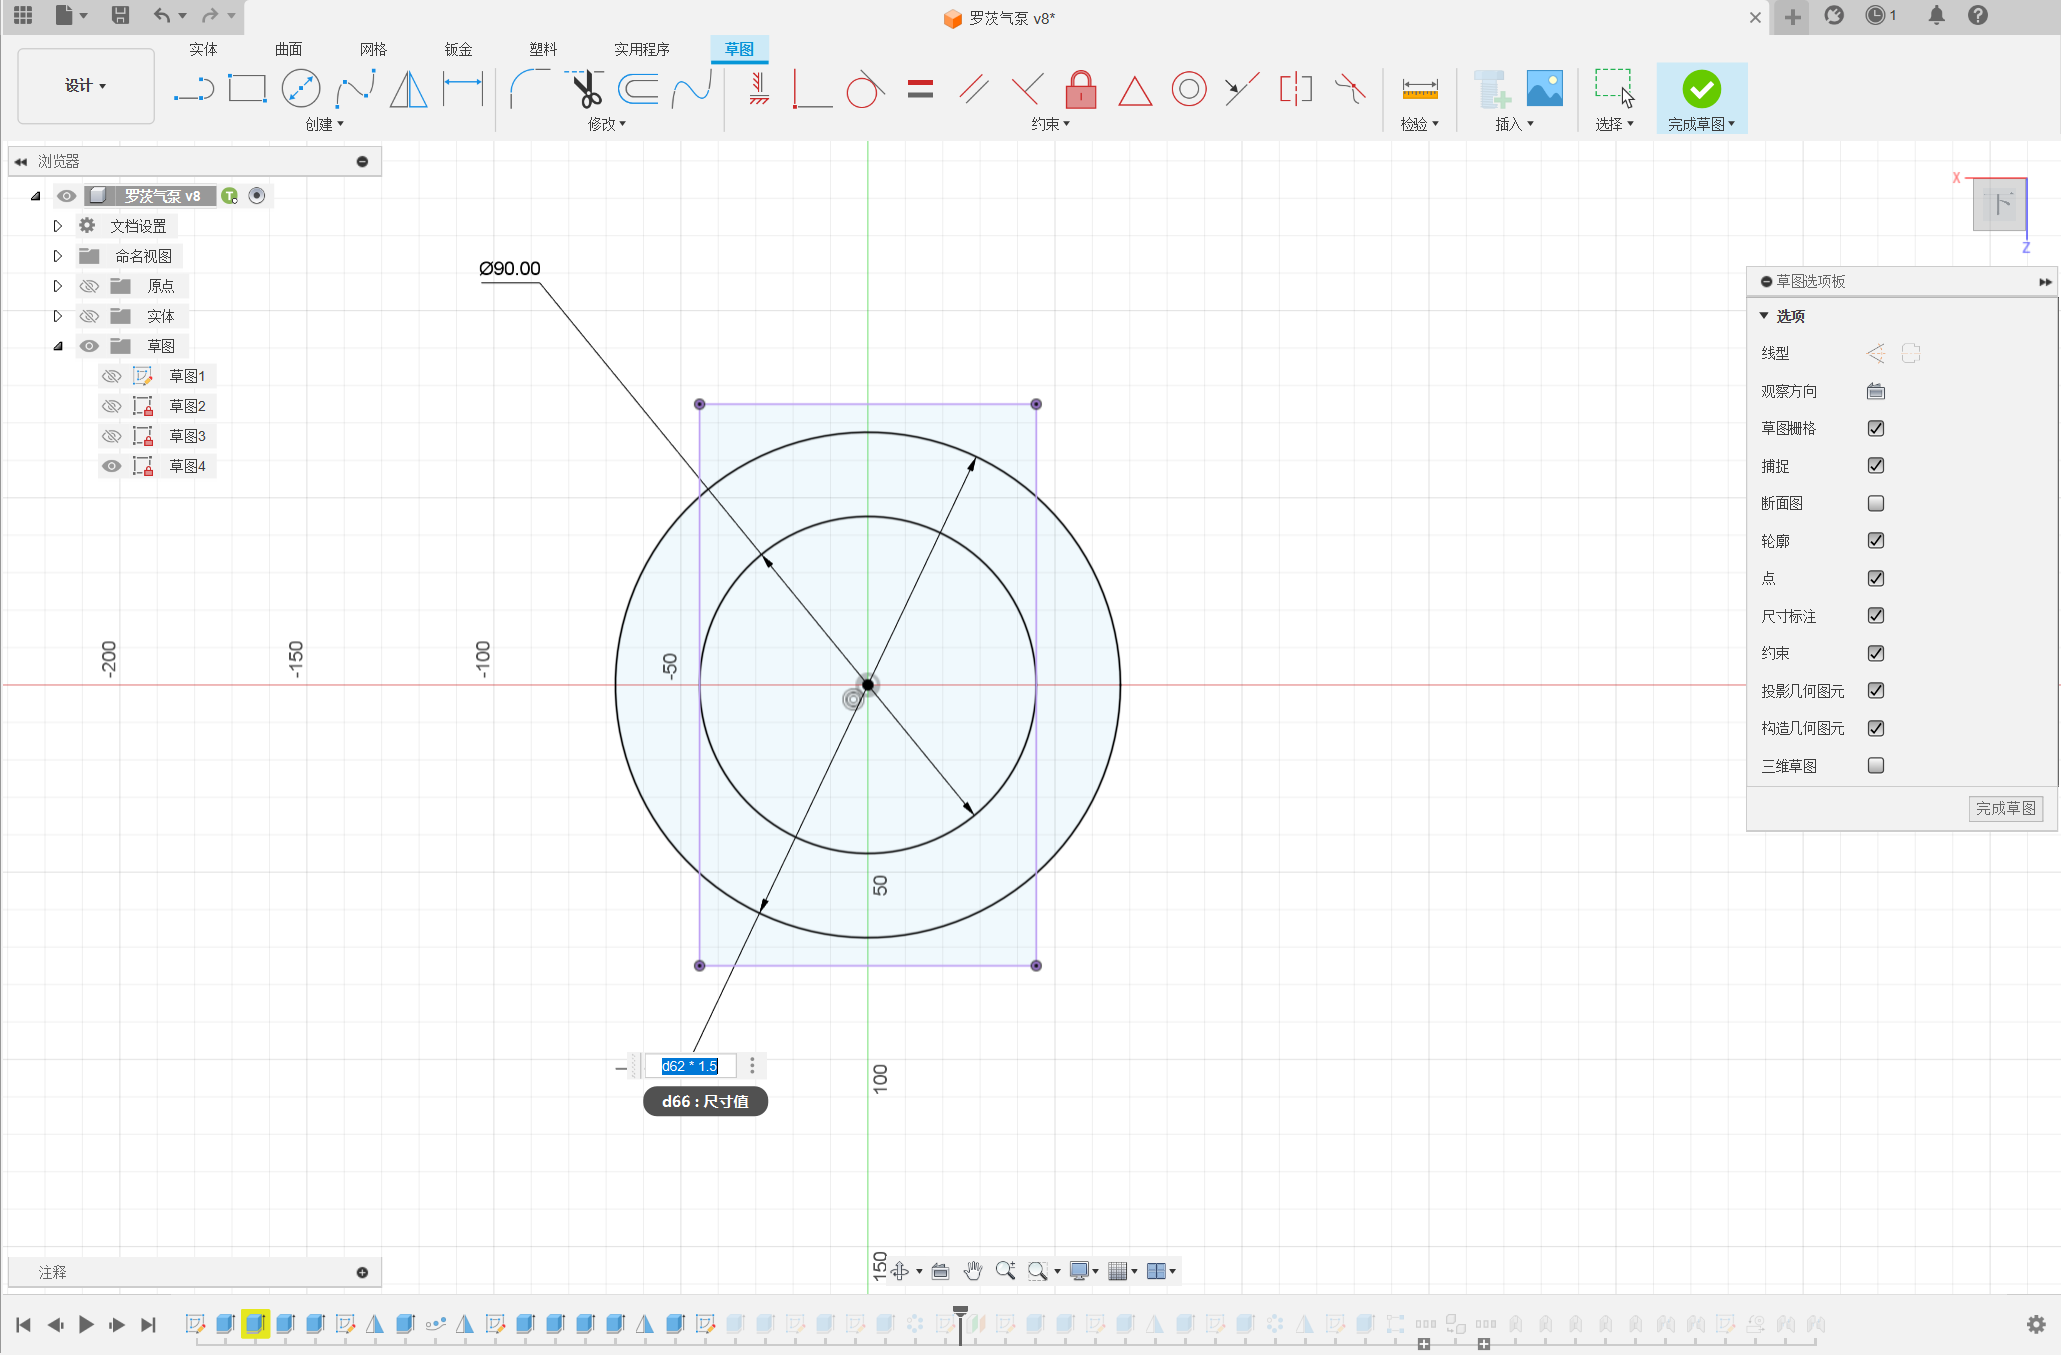 罗茨气泵 v8*
1
设计
实体 曲面 网格 钣金 塑料 实用程序 草图
创建 修改 约束 检验 插入 选择 完成草图
浏览器
罗茨气泵 v8
文档设置
命名视图
原点
实体
草图
草图1
草图2
草图3
草图4
Ø90.00
X
下
Z
草图选项板
选项
线型
观察方向
草图栅格
捕捉
断面图
轮廓
点
尺寸标注
约束
投影几何图元
构造几何图元
三维草图
完成草图
-200 -150 -100 -50
50
100
150
d62 * 1.5
d66 : 尺寸值
注释